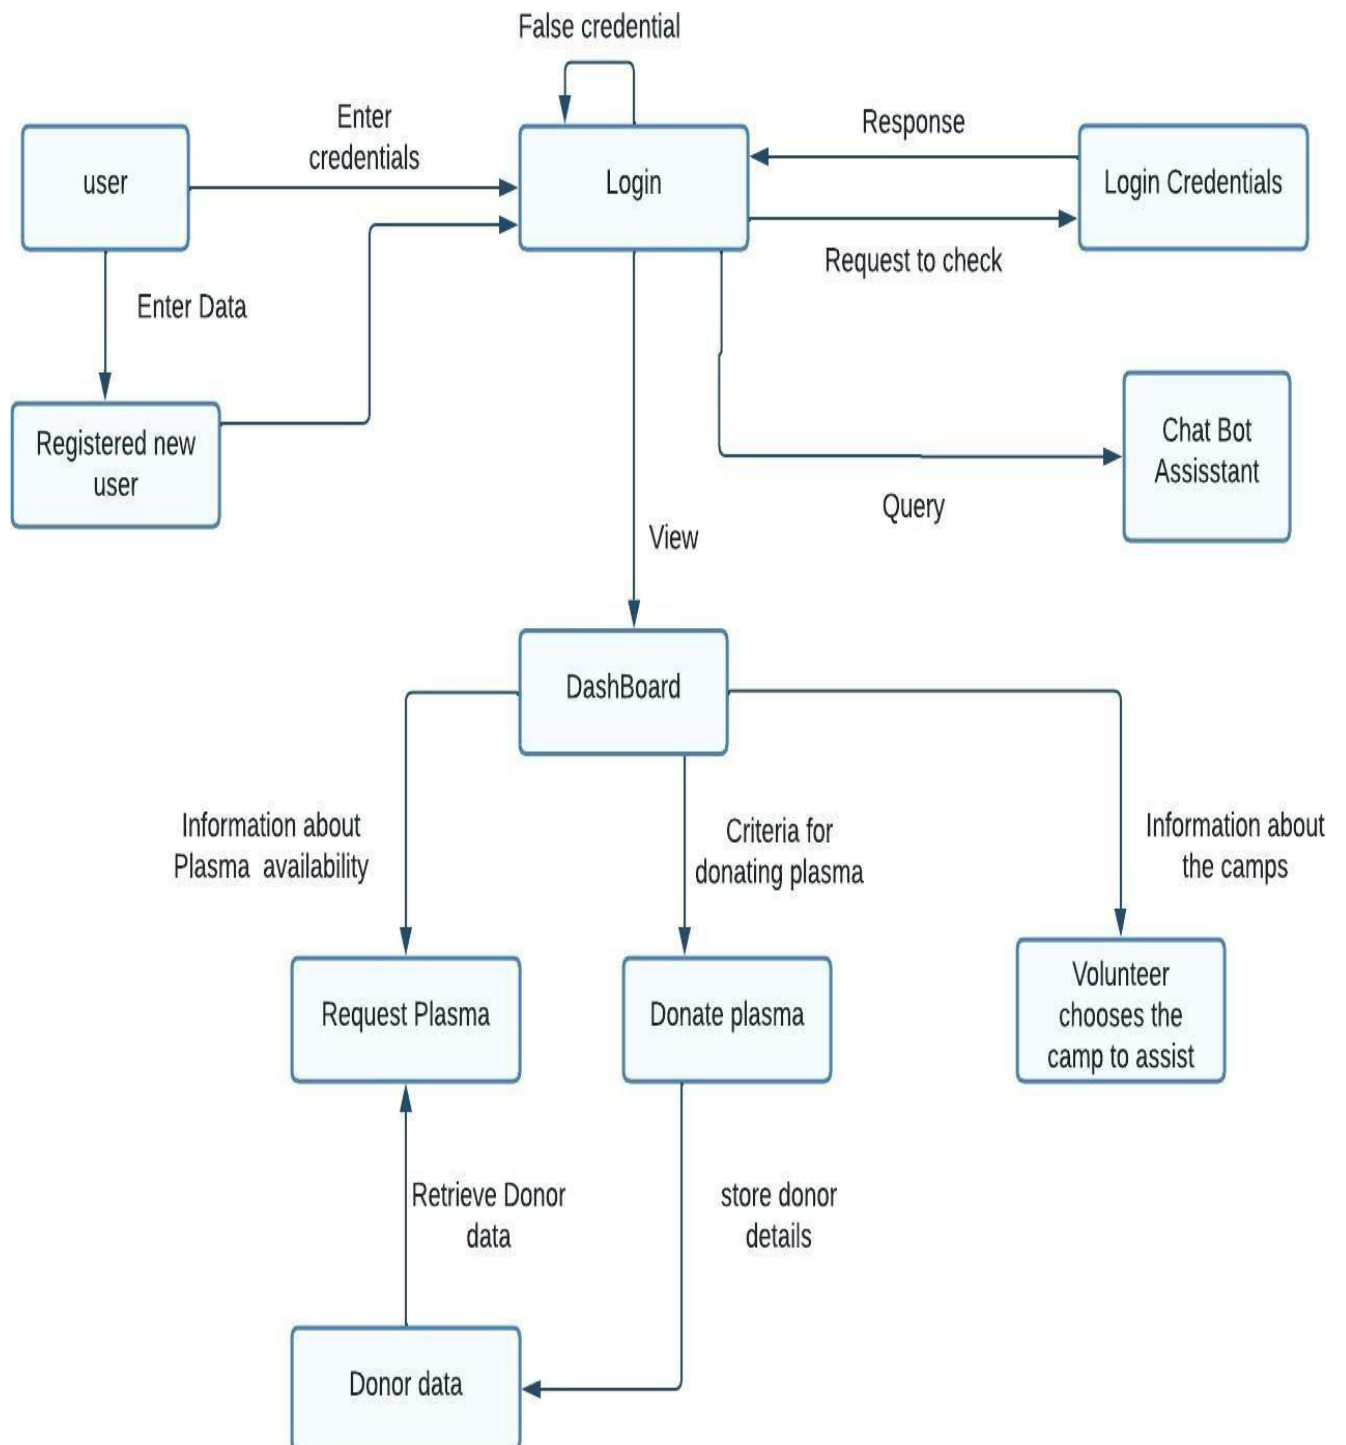 False credential
Enter
credentials
Response
user
Login
Login Credentials
Request to check
Enter Data
Registered new
user
Chat Bot
Assisstant
Query
View
DashBoard
Information about
Plasma  availability
Criteria for
donating plasma
Information about
the camps
Request Plasma
Donate plasma
Volunteer
chooses the
camp to assist
Retrieve Donor
data
store donor
details
Donor data